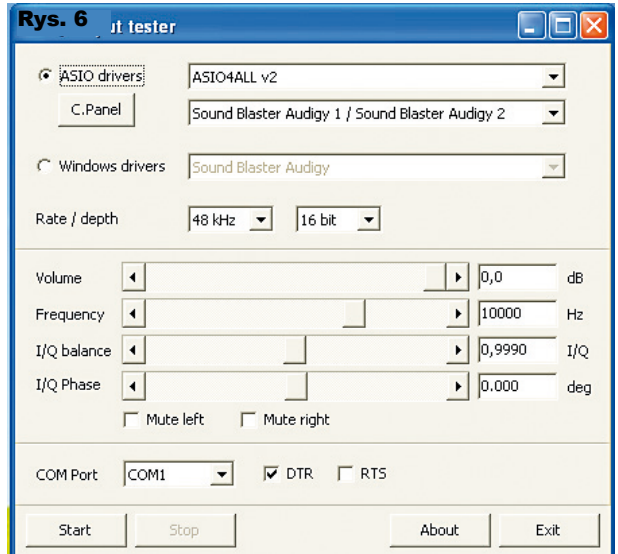 Rys. 6
ut tester
ASIO drivers ASIO4ALL v2
C.Panel Sound Blaster Audigy 1 / Sound Blaster Audigy 2
Windows drivers Sound Blaster Audigy
Rate / depth 48 kHz 16 bit
Volume 0,0 dB
Frequency 10000 Hz
I/Q balance 0,9990 I/Q
I/Q Phase 0.000 deg
Mute left Mute right
COM Port COM1 DTR RTS
Start Stop About Exit